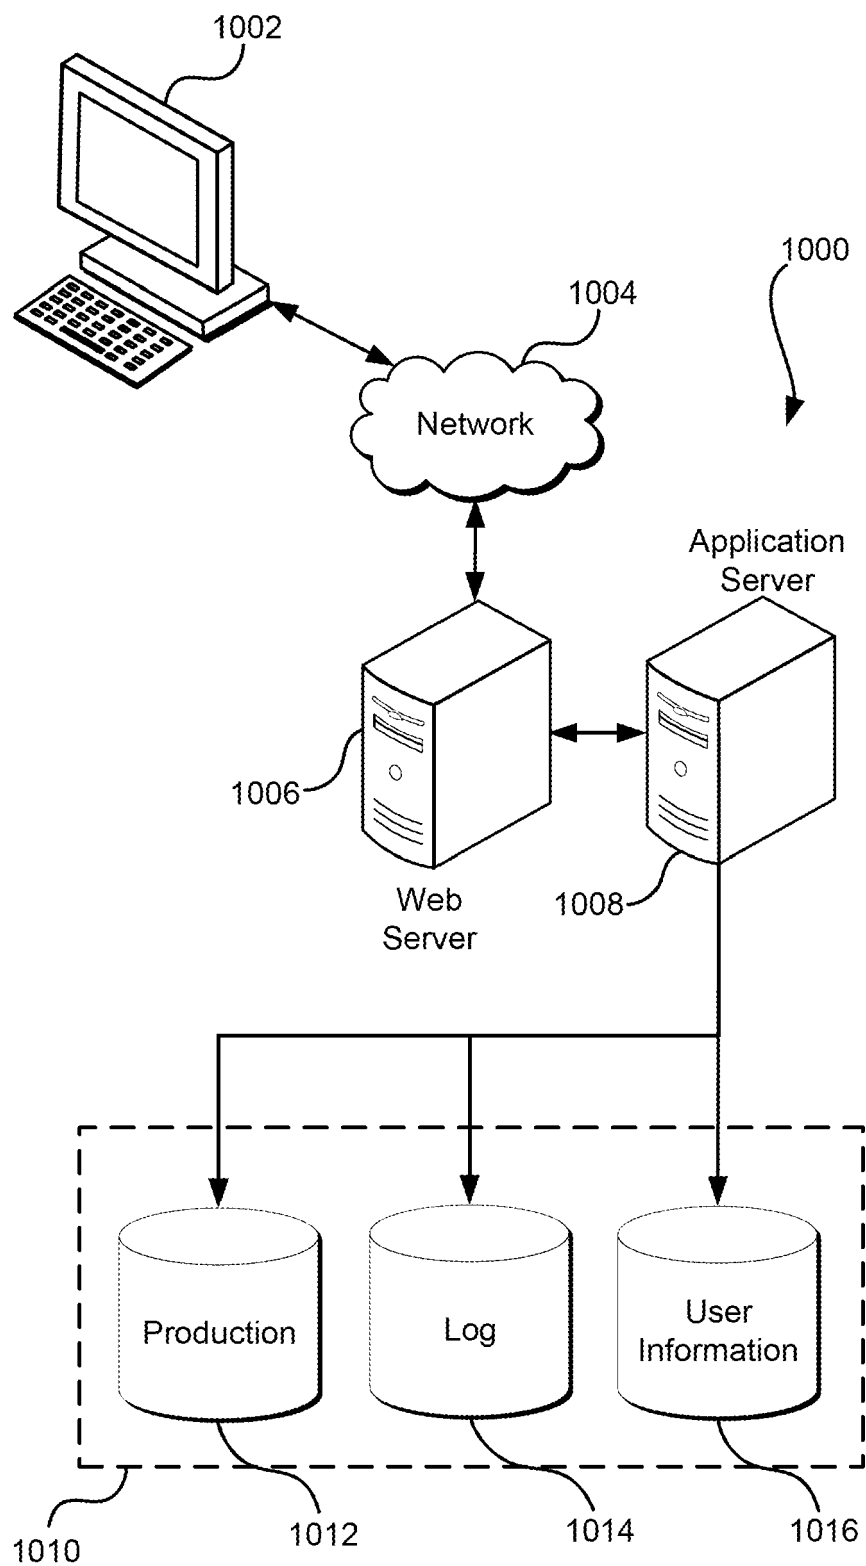 1002
1000
1004
Network
Application
Server
1006
Web
Server
1008
Production
Log
User
Information
1010
1012
1014
1016